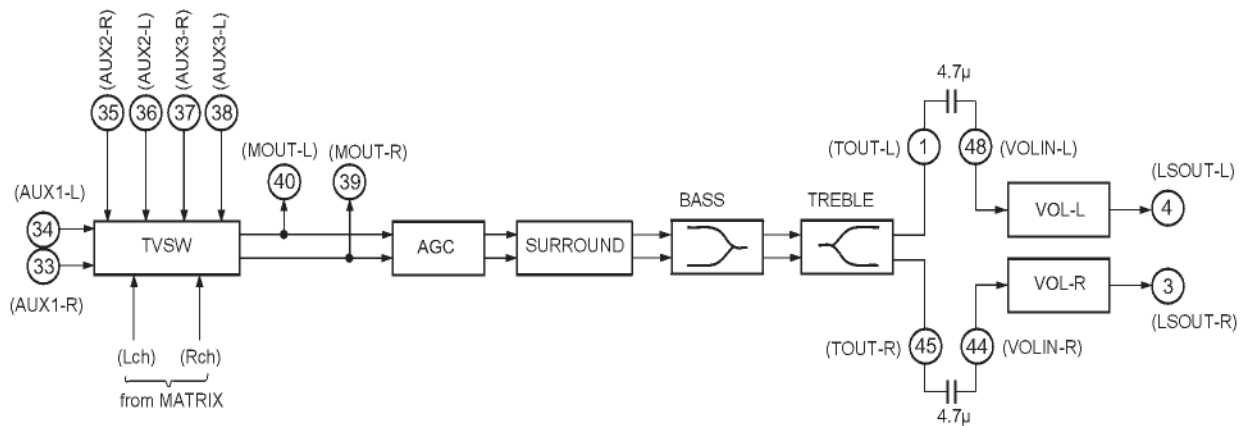 (AUX2-R)
(AUX2-L)
(AUX3-R)
(AUX3-L)
35
36
37
38
4.7µ
(MOUT-L)
(MOUT-R)
40
39
(TOUT-L)
1
48
(VOLIN-L)
(AUX1-L)
34
33
(AUX1-R)
TVSW
AGC
SURROUND
BASS
TREBLE
VOL-L
(LSOUT-L)
4
VOL-R
3
(LSOUT-R)
(Lch)
(Rch)
from MATRIX
(TOUT-R)
45
44
(VOLIN-R)
4.7µ